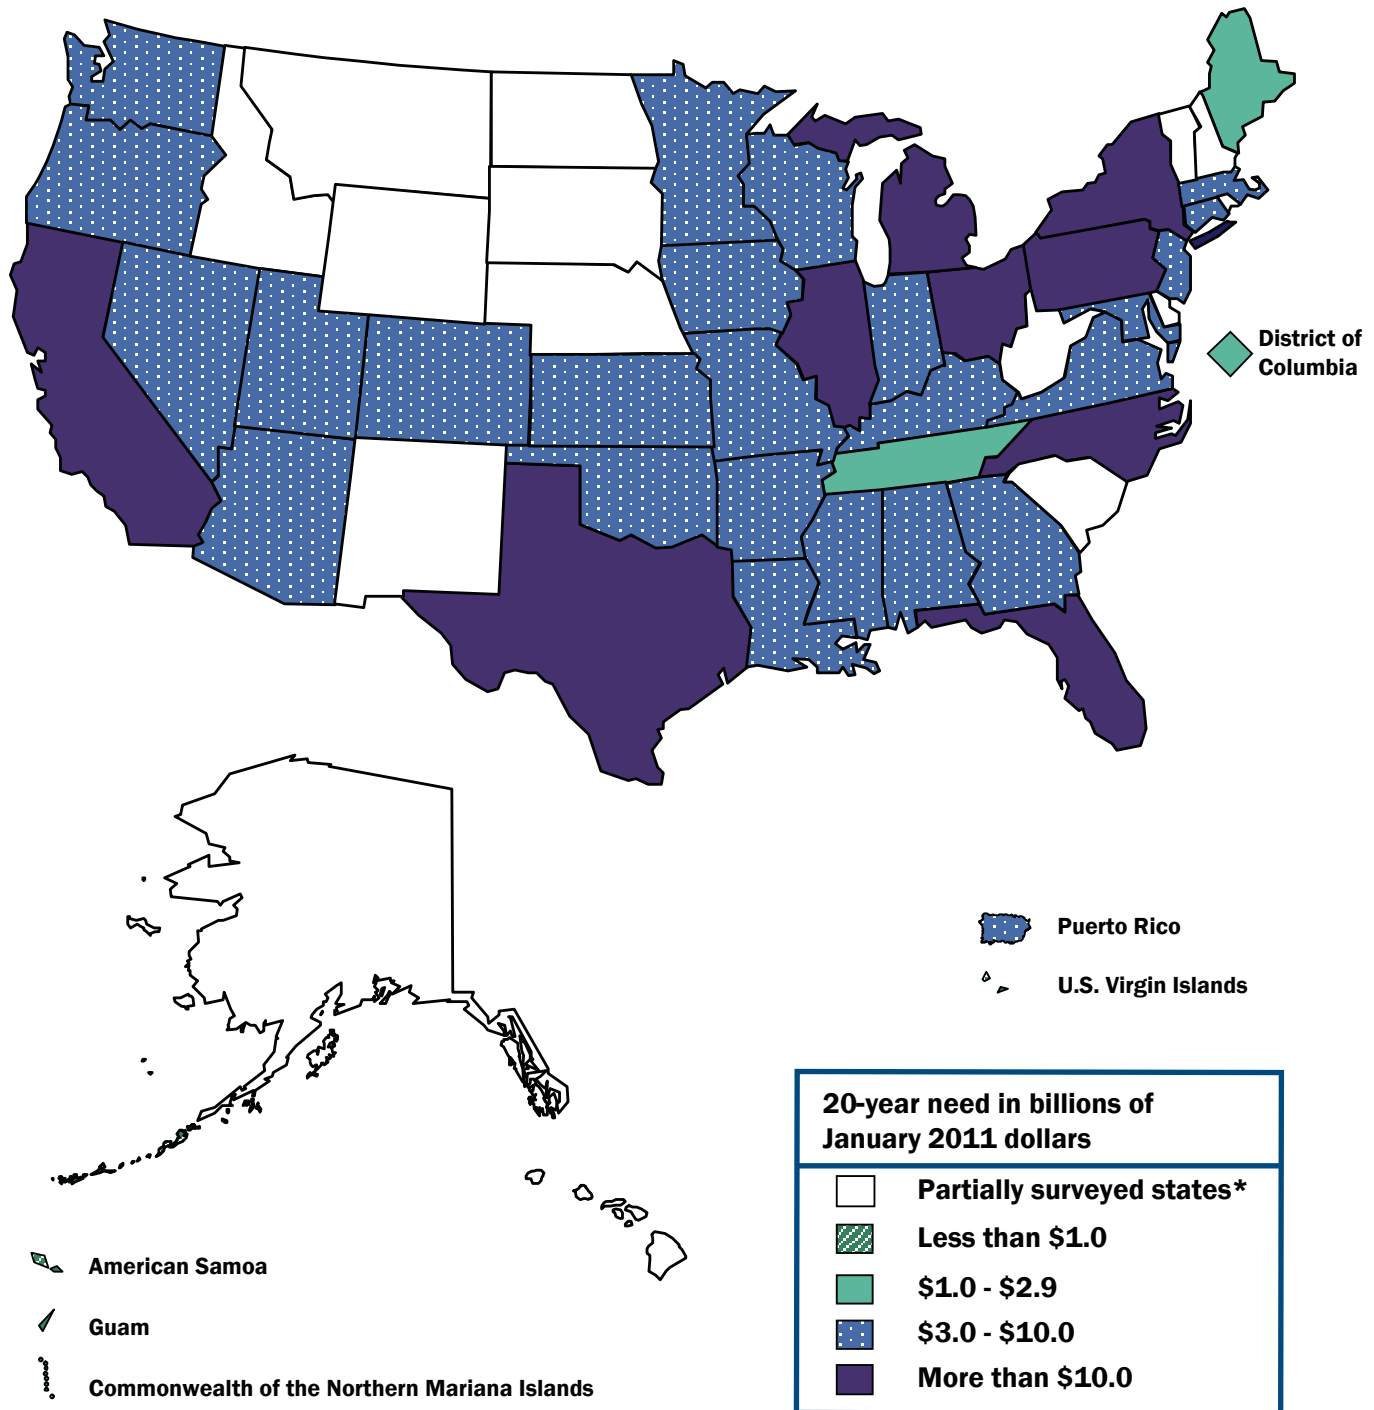 District of
Columbia
Puerto Rico
U.S. Virgin Islands
20-year need in billions of
January 2011 dollars
Partially surveyed states*
Less than $1.0
$1.0 - $2.9
$3.0 - $10.0
More than $10.0
American Samoa
Guam
Commonwealth of the Northern Mariana Islands